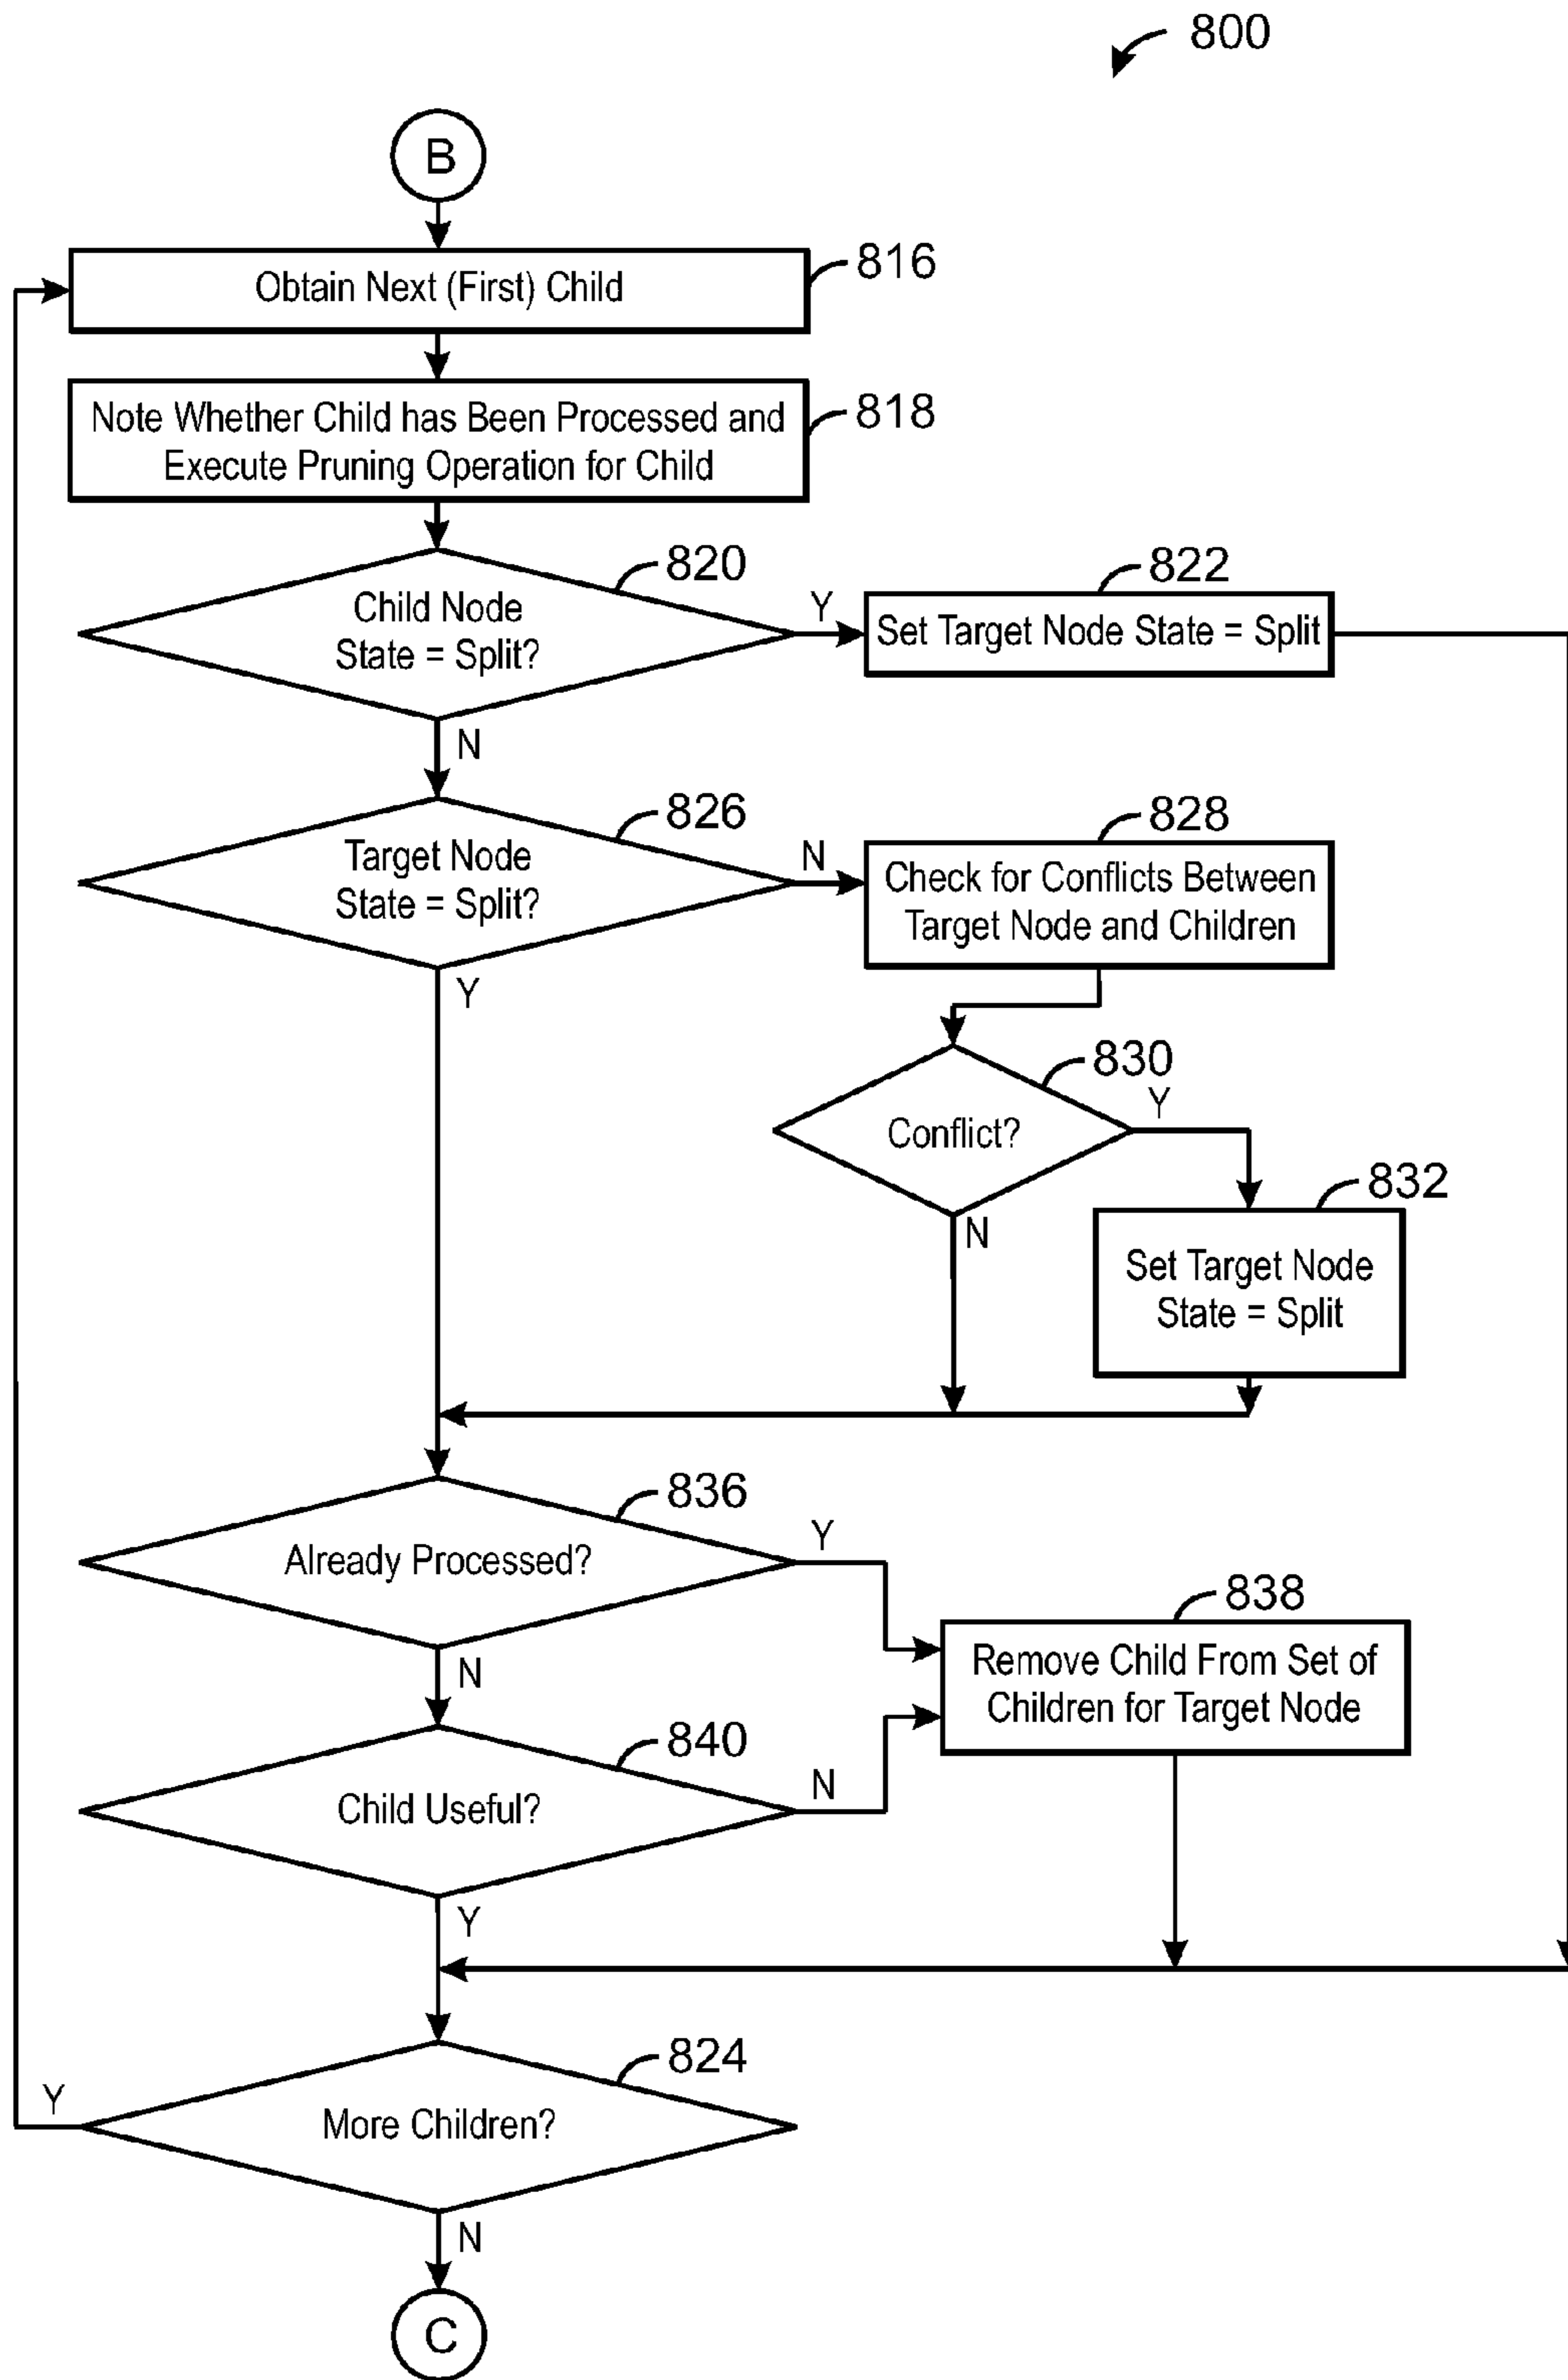 800
B
Obtain Next (First) Child
816
Note Whether Child has Been Processed and
Execute Pruning Operation for Child
818
Child Node
State = Split?
820
Y
Set Target Node State = Split
822
N
Target Node
State = Split?
826
N
Check for Conflicts Between
Target Node and Children
828
Y
Conflict?
830
Y
N
Set Target Node
State = Split
832
Already Processed?
836
Y
N
Remove Child From Set of
Children for Target Node
838
Child Useful?
840
N
Y
More Children?
824
Y
N
C